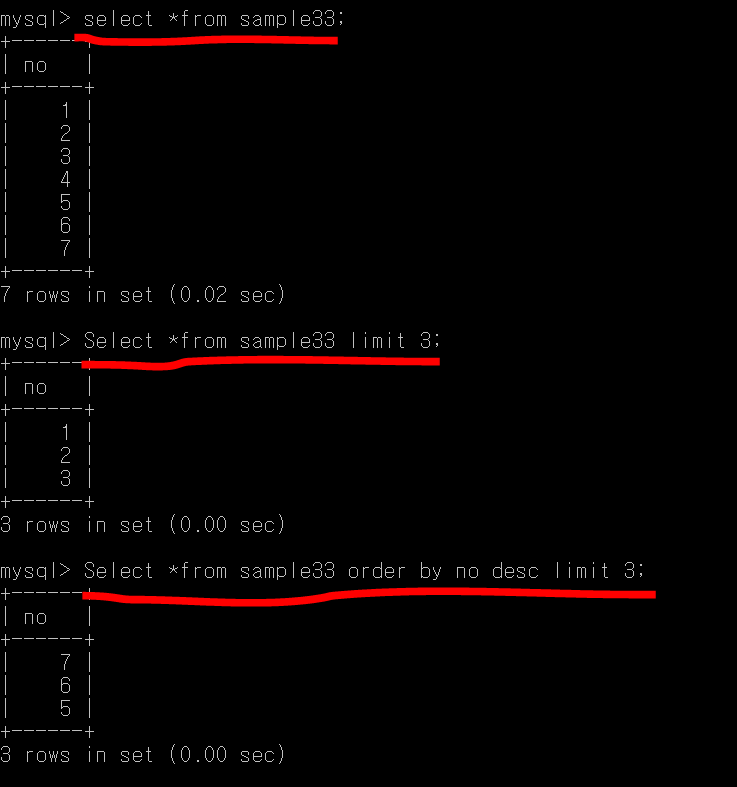 mysql> select *from sample33;
+------+
| no   |
+------+
|    1 |
|    2 |
|    3 |
|    4 |
|    5 |
|    6 |
|    7 |
+------+
7 rows in set (0.02 sec)
mysql> Select *from sample33 limit 3;
+------+
| no   |
+------+
|    1 |
|    2 |
|    3 |
+------+
3 rows in set (0.00 sec)
mysql> Select *from sample33 order by no desc limit 3;
+------+
| no   |
+------+
|    7 |
|    6 |
|    5 |
+------+
3 rows in set (0.00 sec)